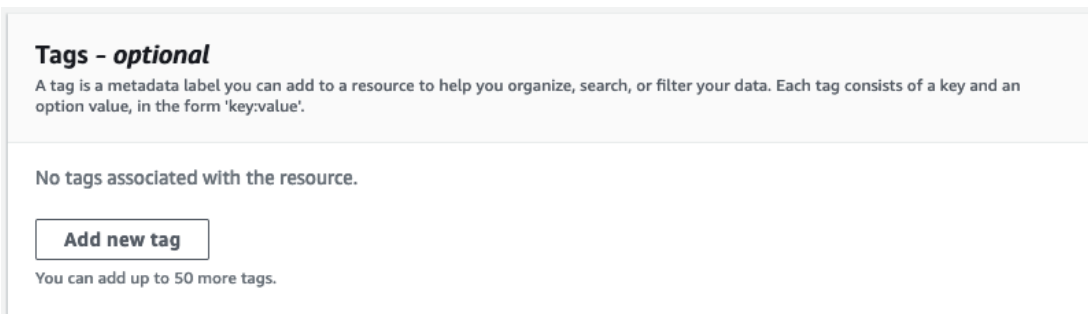 Tags - optional
A tag is a metadata label you can add to a resource to help you organize, search, or filter your data. Each tag consists of a key and an
option value, in the form 'key:value'.
No tags associated with the resource.
Add new tag
You can add up to 50 more tags.